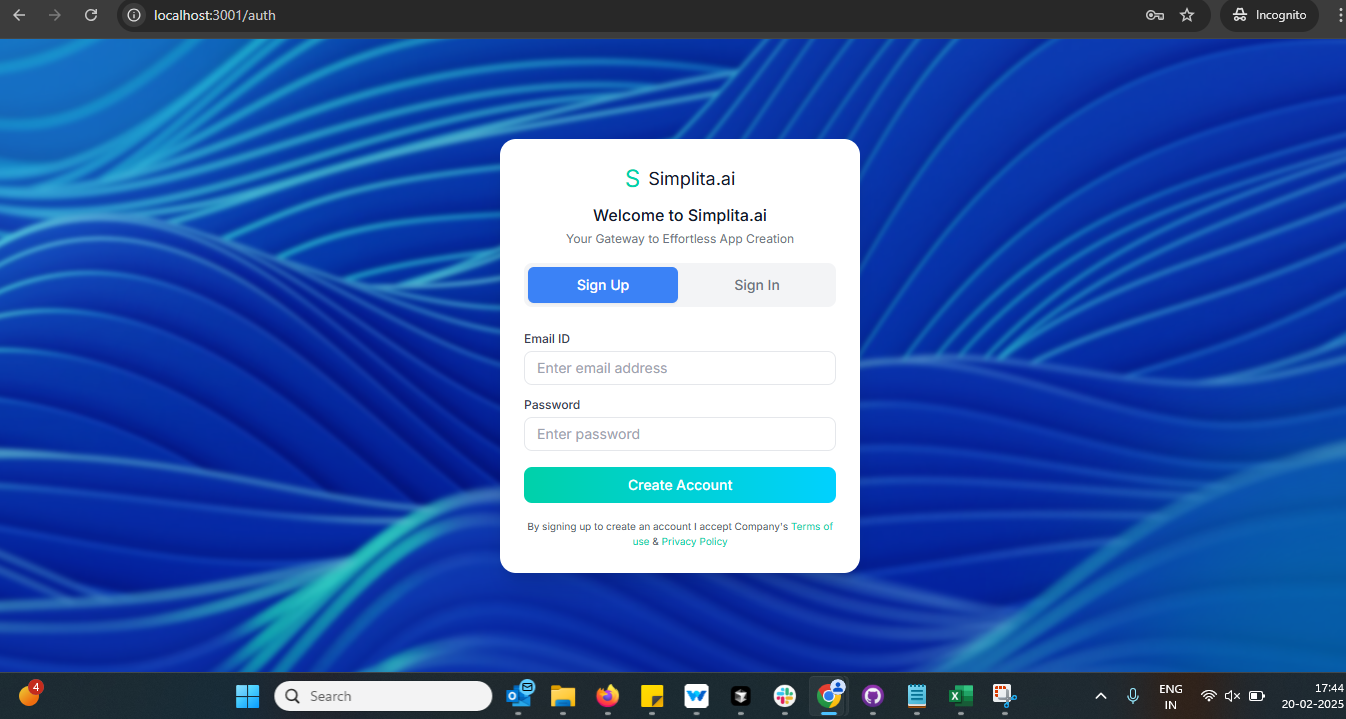 localhost:3001/auth
Incognito
S Simplita.ai
Welcome to Simplita.ai
Your Gateway to Effortless App Creation
Sign Up
Sign In
Email ID
Enter email address
Password
Enter password
Create Account
By signing up to create an account I accept Company's Terms of
use & Privacy Policy
4
Search
ENG
IN
17:44
20-02-2025